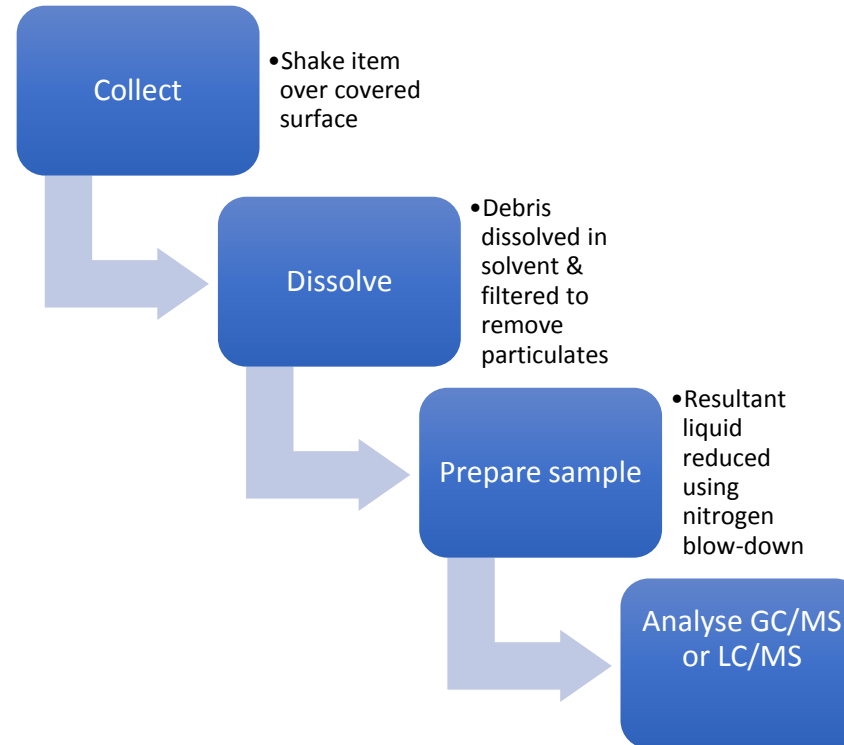 Collect
•Shake item
over covered
surface
Dissolve
•Debris
dissolved in
solvent &
filtered to
remove
particulates
Prepare sample
•Resultant
liquid
reduced
using
nitrogen
blow-down
Analyse GC/MS
or LC/MS